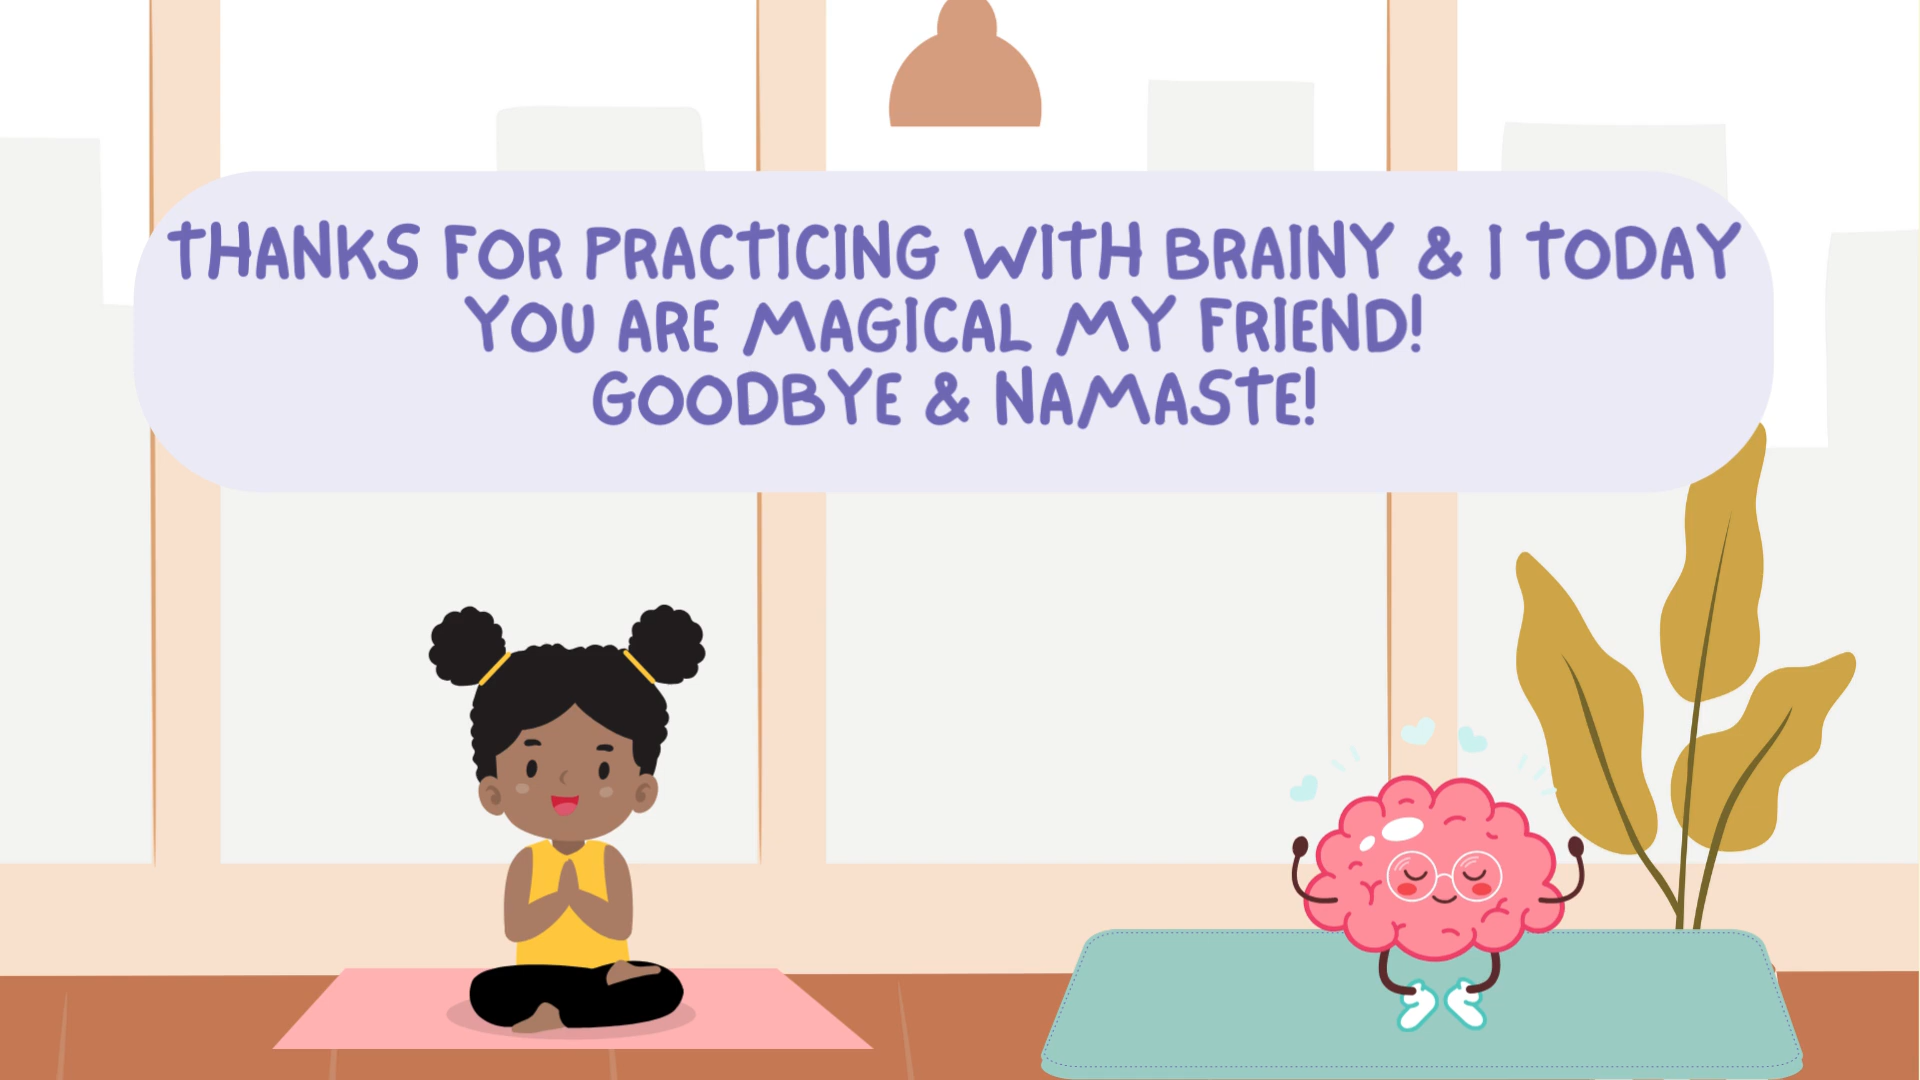 THANKS FOR PRACTICING WITH BRAINY & I TODAY
YOU ARE MAGICAL MY FRIEND!
GOODBYE & NAMASTE!